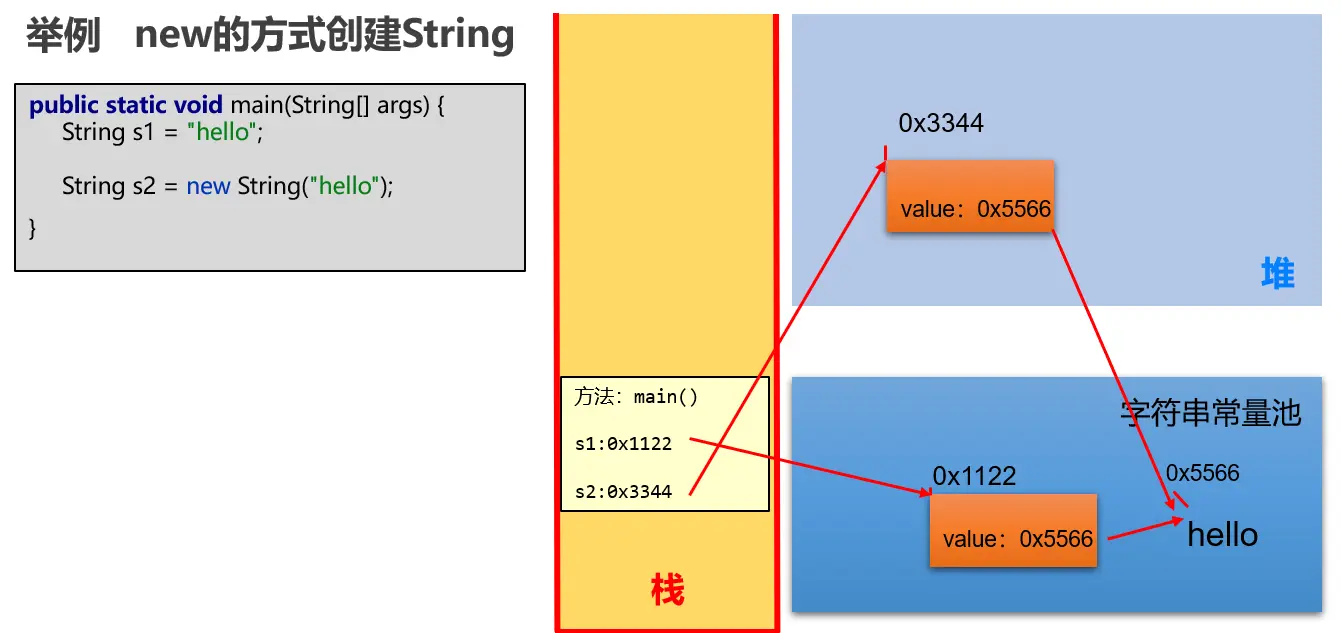 举例 new的方式创建String
public static void main(String[] args) {
String s1 = "hello";
String s2 = new String("hello");
}
0x3344
value：0x5566
堆
方法：main()
s1:0x1122
s2:0x3344
栈
字符串常量池
0x1122
value：0x5566
0x5566
hello